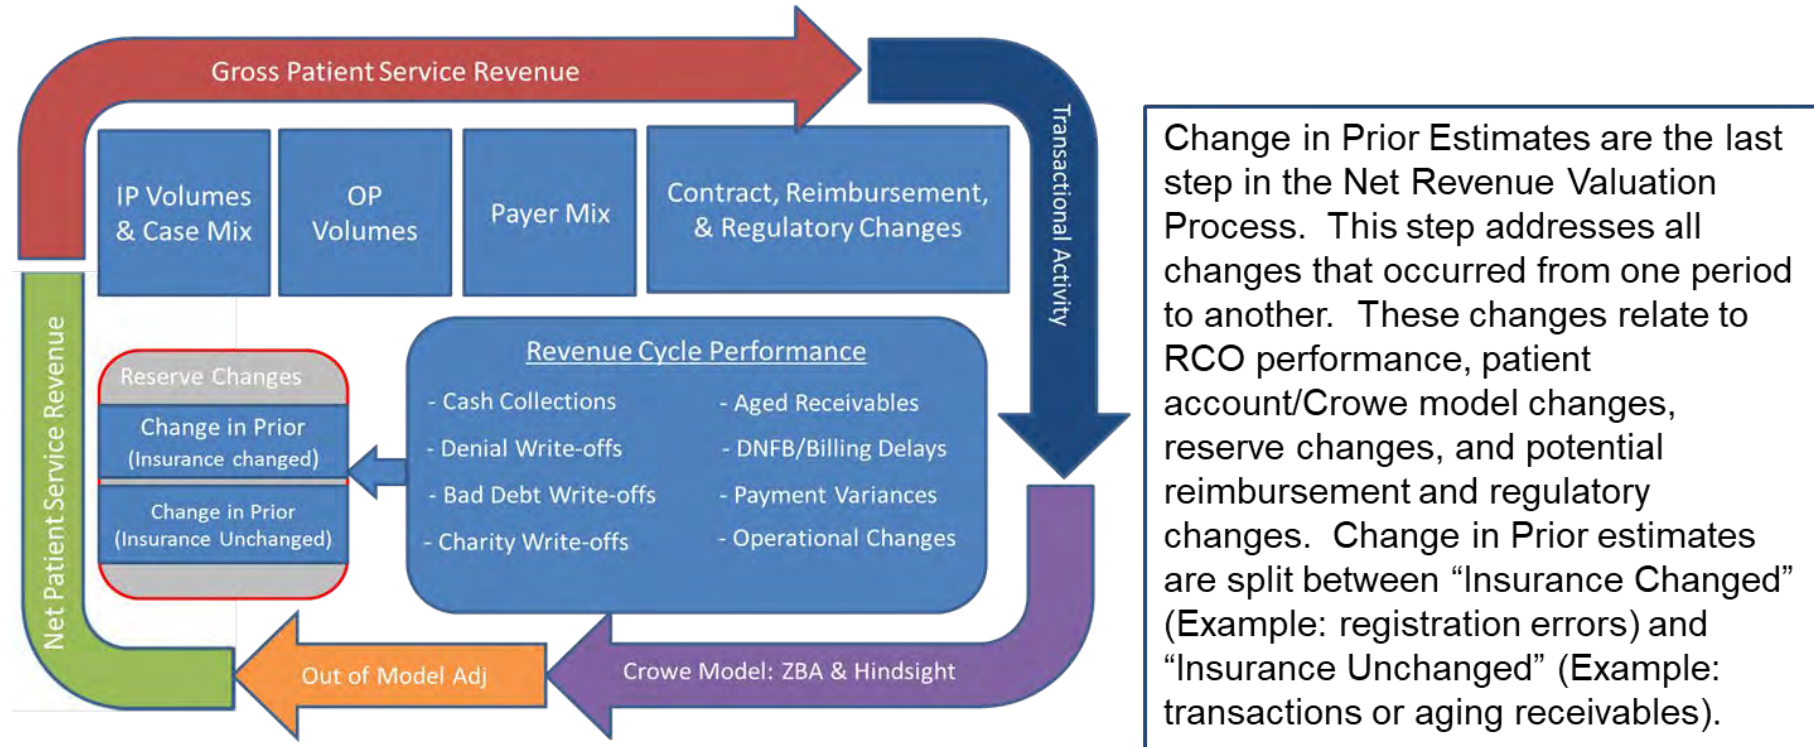 Gross Patient Service Revenue
Transactional Activity
IP Volumes
& Case Mix
OP
Volumes
Payer Mix
Contract, Reimbursement,
& Regulatory Changes
Net Patient Service Revenue
Reserve Changes
Change in Prior
(Insurance changed)
Change in Prior
(Insurance Unchanged)
Revenue Cycle Performance
- Cash Collections
- Denial Write-offs
- Bad Debt Write-offs
- Charity Write-offs
- Aged Receivables
- DNFB/Billing Delays
- Payment Variances
- Operational Changes
Out of Model Adj
Crowe Model: ZBA & Hindsight
Change in Prior Estimates are the last
step in the Net Revenue Valuation
Process.  This step addresses all
changes that occurred from one period
to another.  These changes relate to
RCO performance, patient
account/Crowe model changes,
reserve changes, and potential
reimbursement and regulatory
changes.  Change in Prior estimates
are split between “Insurance Changed”
(Example: registration errors) and
“Insurance Unchanged” (Example:
transactions or aging receivables).